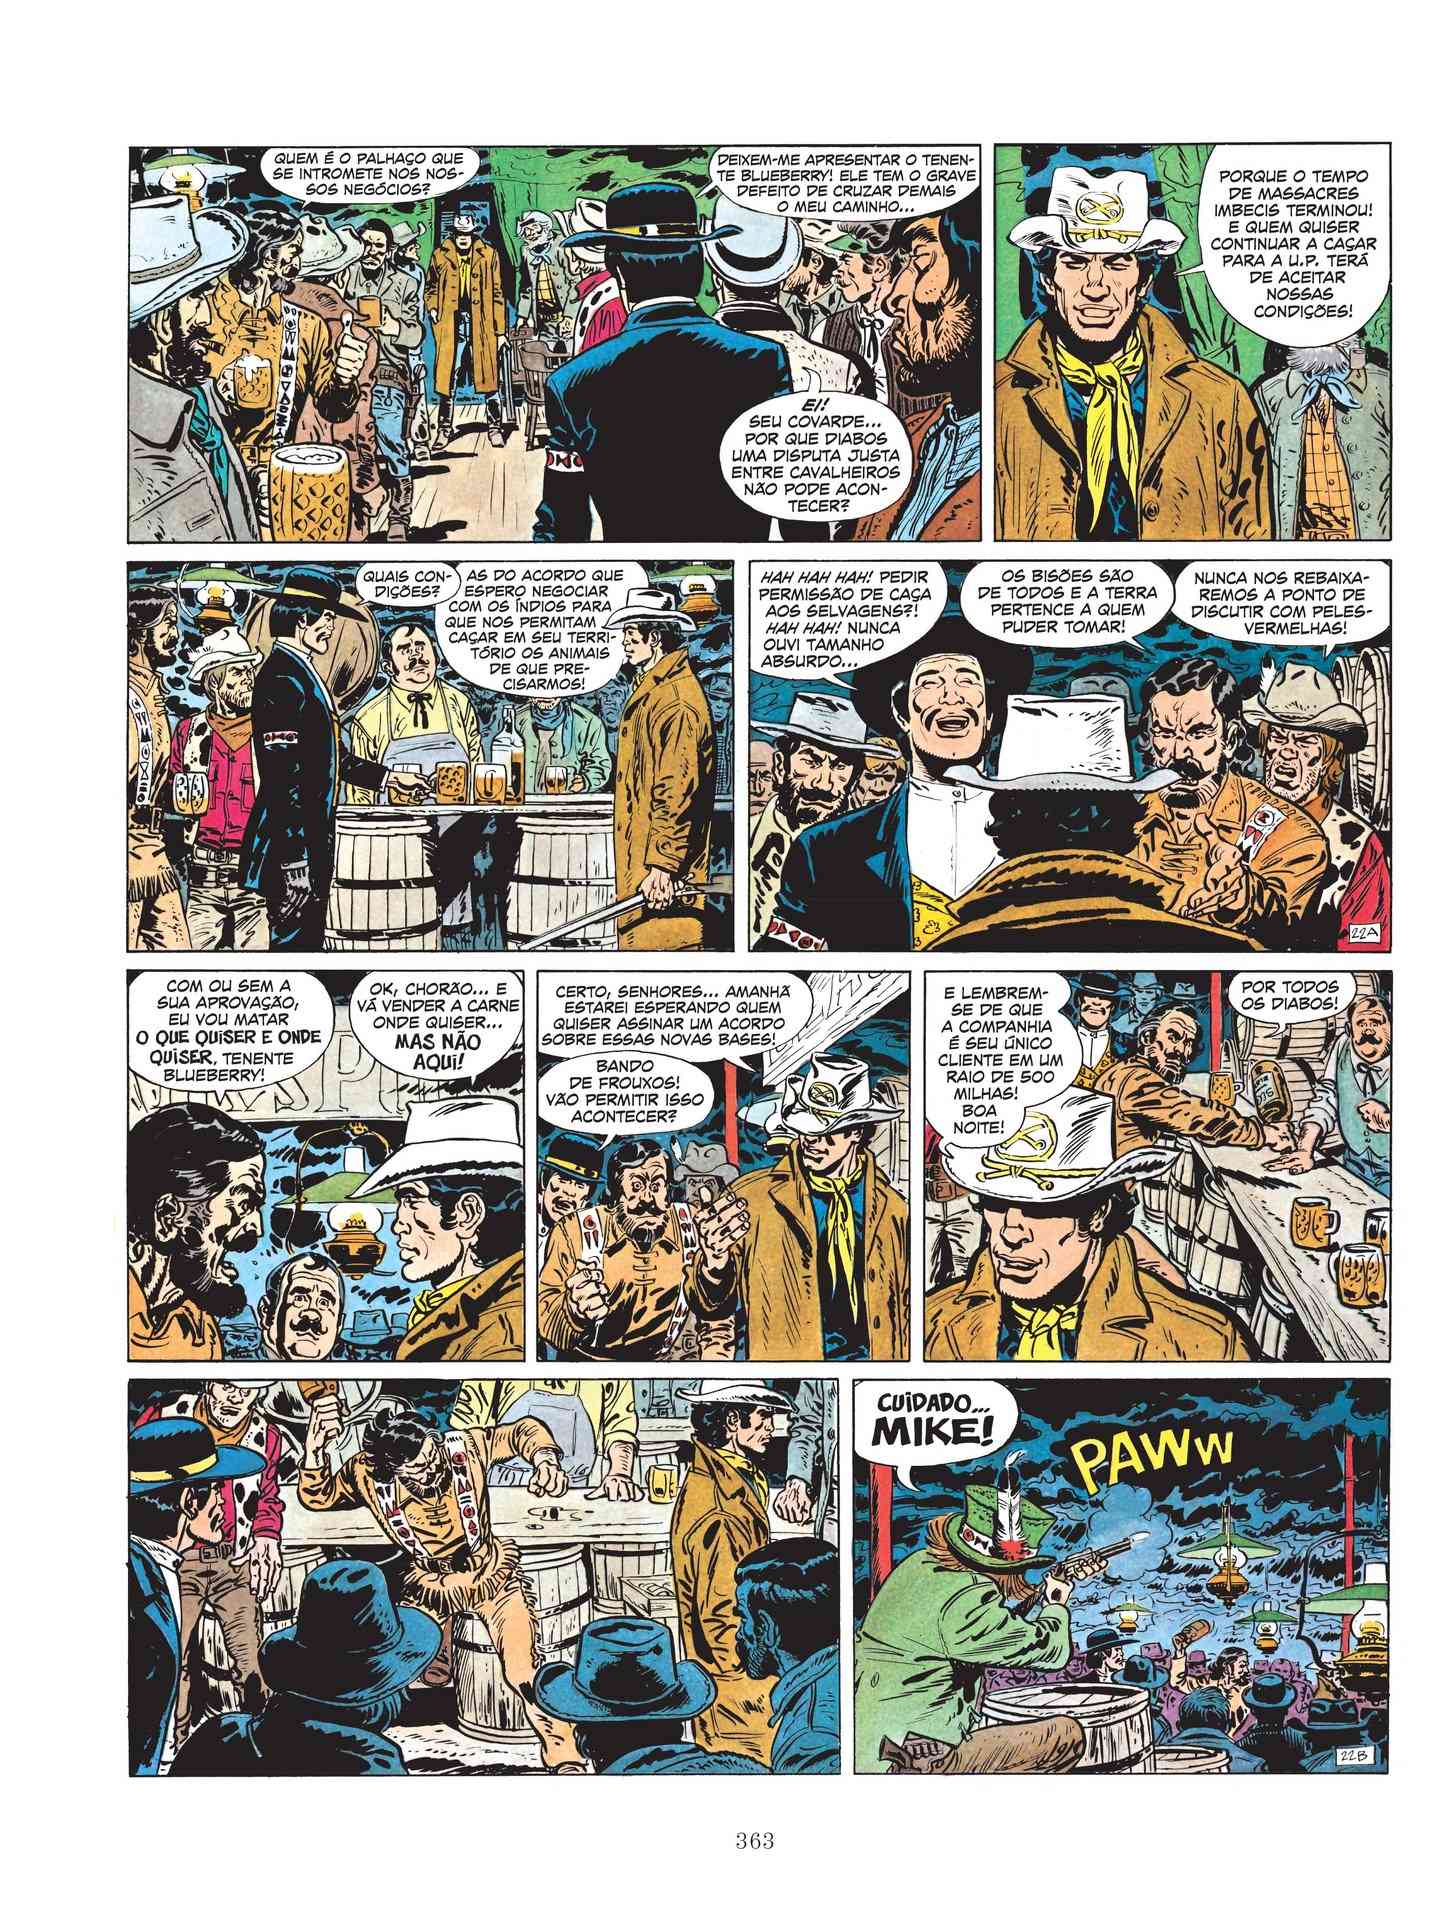 QUEM É O PALHAÇO QUE
SE INTROMETE NOS NOS-
SOS NEGÓCIOS?
DEIXEM-ME APRESENTAR O TENEN-
TE BLUEBERRY! ELE TEM O GRAVE
DEFEITO DE CRUZAR DEMAIS
O MEU CAMINHO...
EI!
SEU COVARDE...
POR QUE DIABOS
UMA DISPUTA JUSTA
ENTRE CAVALHEIROS
NÃO PODE ACON-
TECER?
PORQUE O TEMPO
DE MASSACRES
IMBECIS TERMINOU!
E QUEM QUISER
CONTINUAR A CAÇAR
PARA A U.P. TERÁ
DE ACEITAR
NOSSAS
CONDIÇÕES!
QUAIS CON-
DIÇÕES?
AS DO ACORDO QUE
ESPERO NEGOCIAR
COM OS ÍNDIOS PARA
QUE NOS PERMITAM
CAÇAR EM SEU TERRI-
TÓRIO OS ANIMAIS
DE QUE PRE-
CISARMOS!
HAH HAH HAH! PEDIR
PERMISSÃO DE CAÇA
AOS SELVAGENS?!
HAH HAH! NUNCA
OUVI TAMANHO
ABSURDO...
OS BISÕES SÃO
DE TODOS E A TERRA
PERTENCE A QUEM
PUDER TOMAR!
NUNCA NOS REBAIXA-
REMOS A PONTO DE
DISCUTIR COM PELES-
VERMELHAS!
22A
COM OU SEM A
SUA APROVAÇÃO,
EU VOU MATAR
O QUE QUISER E ONDE
QUISER, TENENTE
BLUEBERRY!
OK, CHORÃO... E
VÁ VENDER A CARNE
ONDE QUISER...
MAS NÃO
AQUI!
CERTO, SENHORES... AMANHÃ
ESTAREI ESPERANDO QUEM
QUISER ASSINAR UM ACORDO
SOBRE ESSAS NOVAS BASES!
BANDO
DE FROUXOS!
VÃO PERMITIR ISSO
ACONTECER?
E LEMBREM-
SE DE QUE
A COMPANHIA
É SEU ÚNICO
CLIENTE EM UM
RAIO DE 500
MILHAS!
BOA
NOITE!
POR TODOS
OS DIABOS!
CUIDADO...
MIKE!
PAWW
22B
363